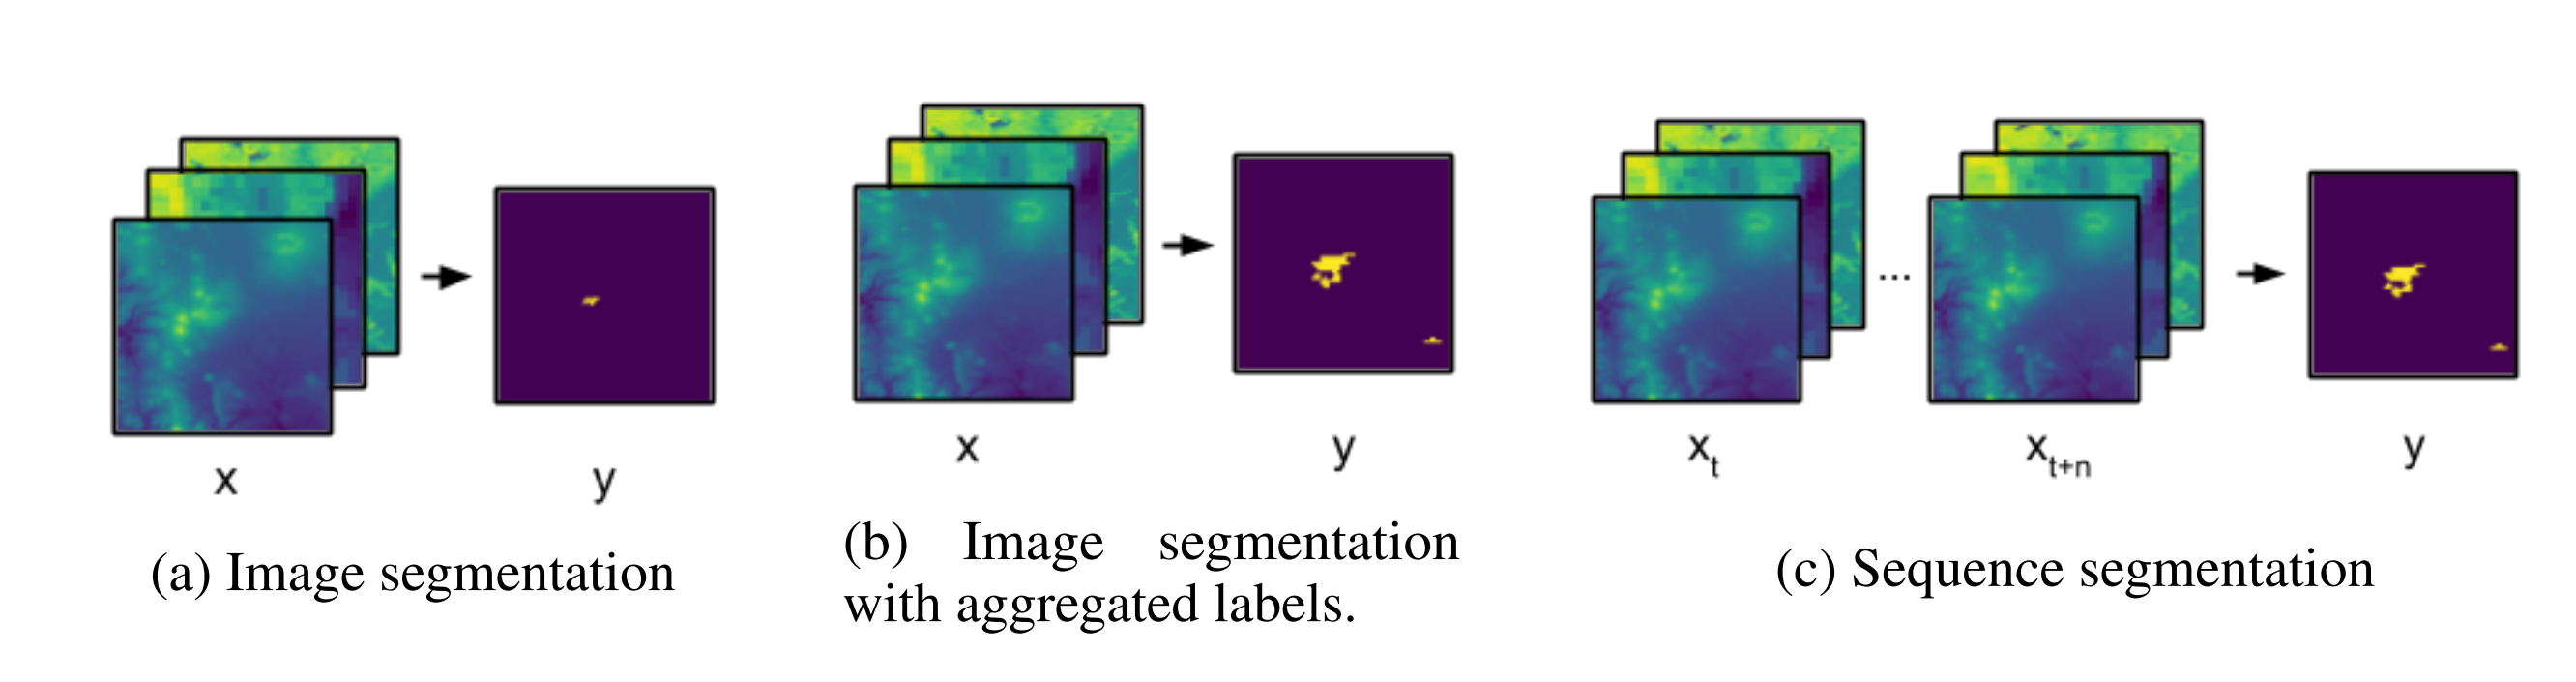 x
y
(a) Image segmentation
x
y
(b) Image segmentation
with aggregated labels.
x_t
...
x_{t+n}
y
(c) Sequence segmentation